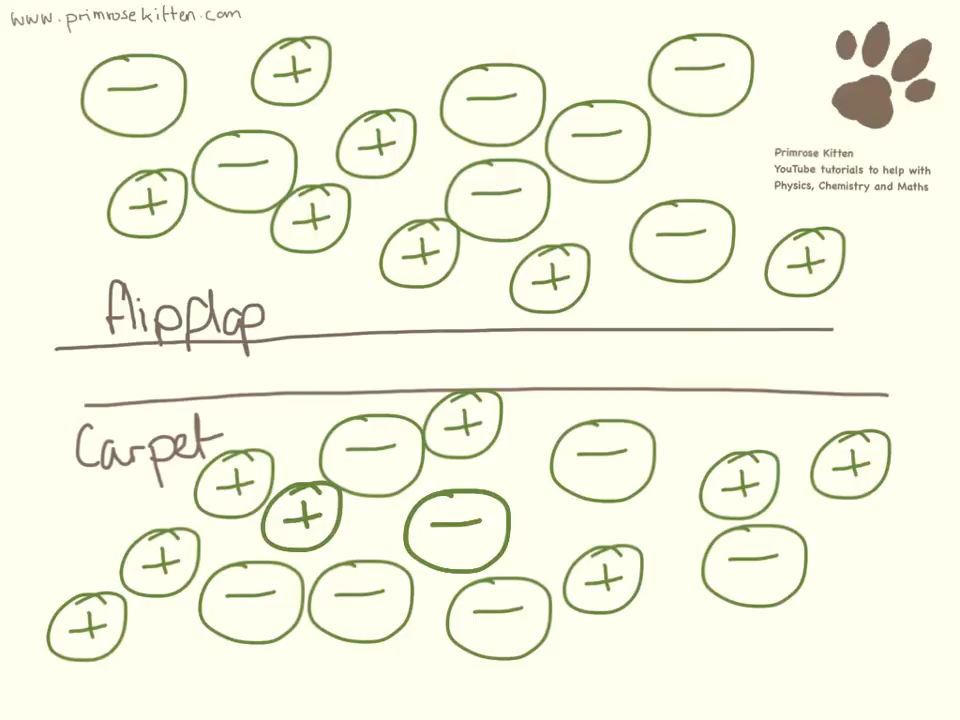 www.primrosekitten.com
Primrose Kitten
YouTube tutorials to help with
Physics, Chemistry and Maths
flipflop
Carpet